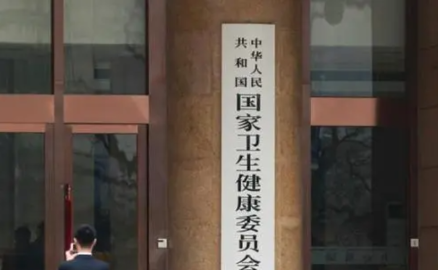 中华人民
共和国
国家卫生健康委员会